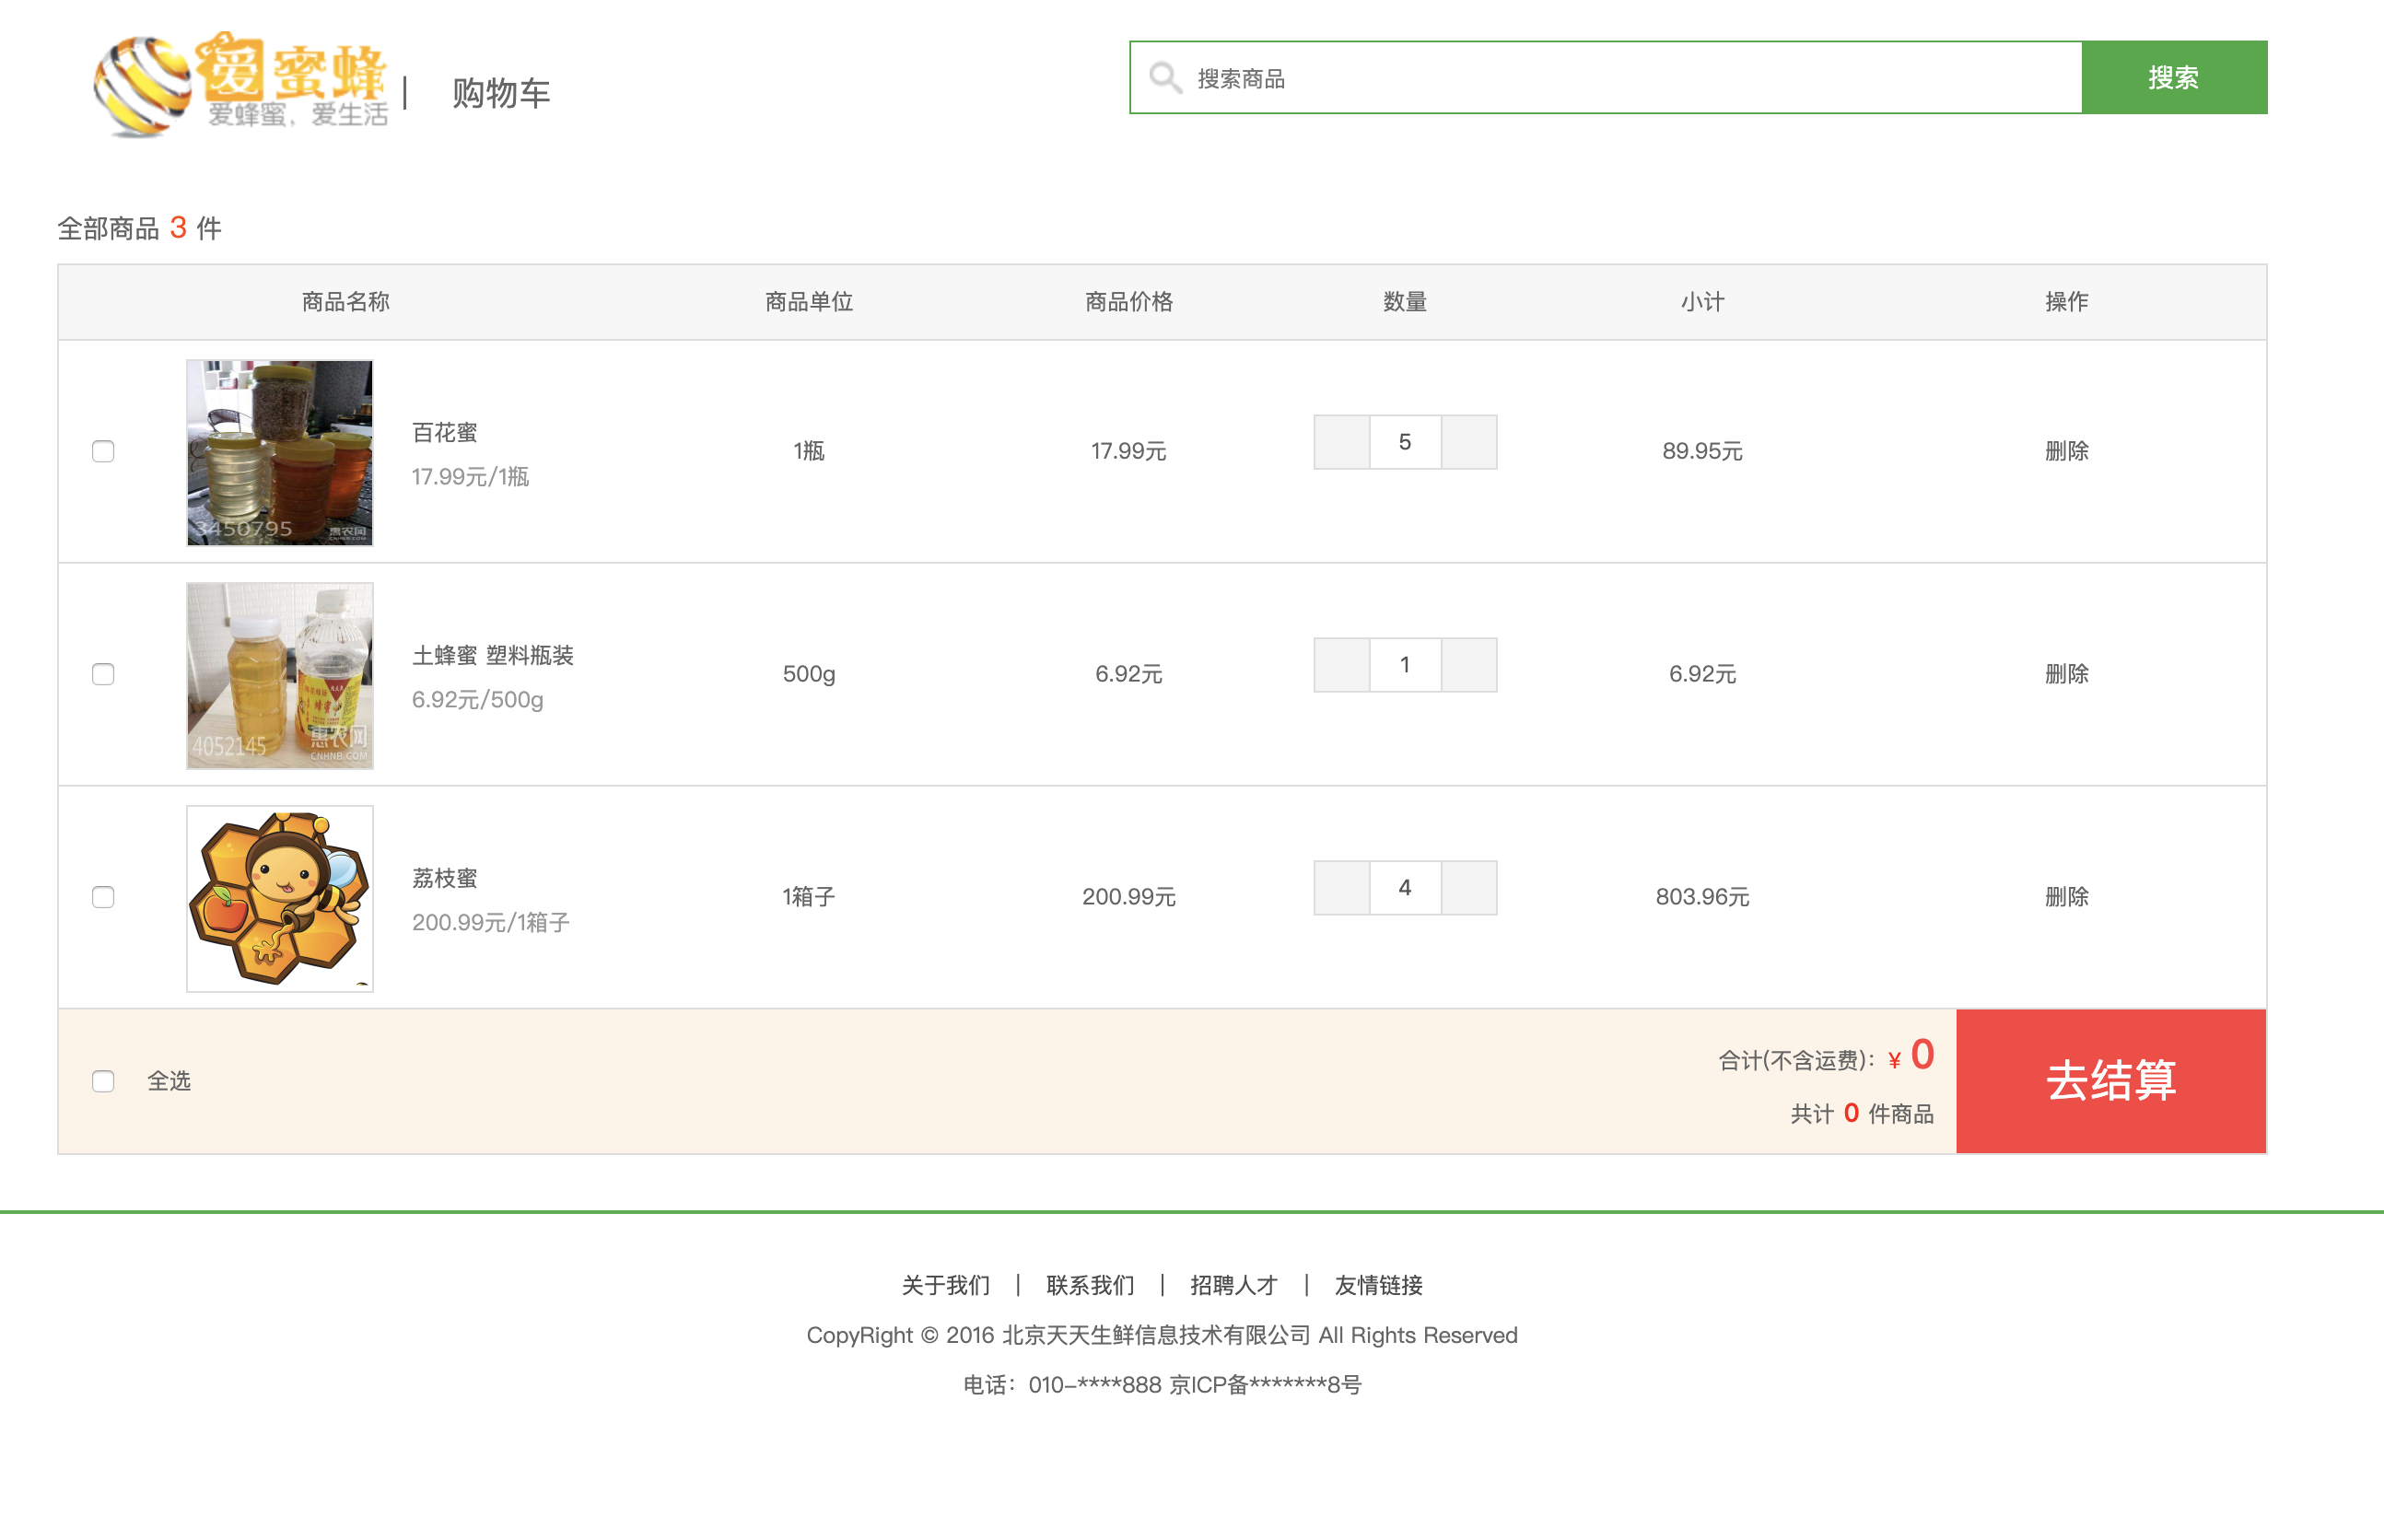 爱蜜蜂
爱蜂蜜，爱生活
| 购物车
搜索商品
搜索
全部商品 3 件
商品名称 商品单位 商品价格 数量 小计 操作
百花蜜
17.99元/1瓶
1瓶 17.99元 5 89.95元 删除
3450795 惠农网
CNHNB.COM
土蜂蜜 塑料瓶装
6.92元/500g
500g 6.92元 1 6.92元 删除
蜂蜜
4052145 惠农网
CNHNB.COM
荔枝蜜
200.99元/1箱子
1箱子 200.99元 4 803.96元 删除
全选
合计(不含运费)：¥ 0
共计 0 件商品
去结算
关于我们 | 联系我们 | 招聘人才 | 友情链接
CopyRight © 2016 北京天天生鲜信息技术有限公司 All Rights Reserved
电话：010-****888 京ICP备*******8号